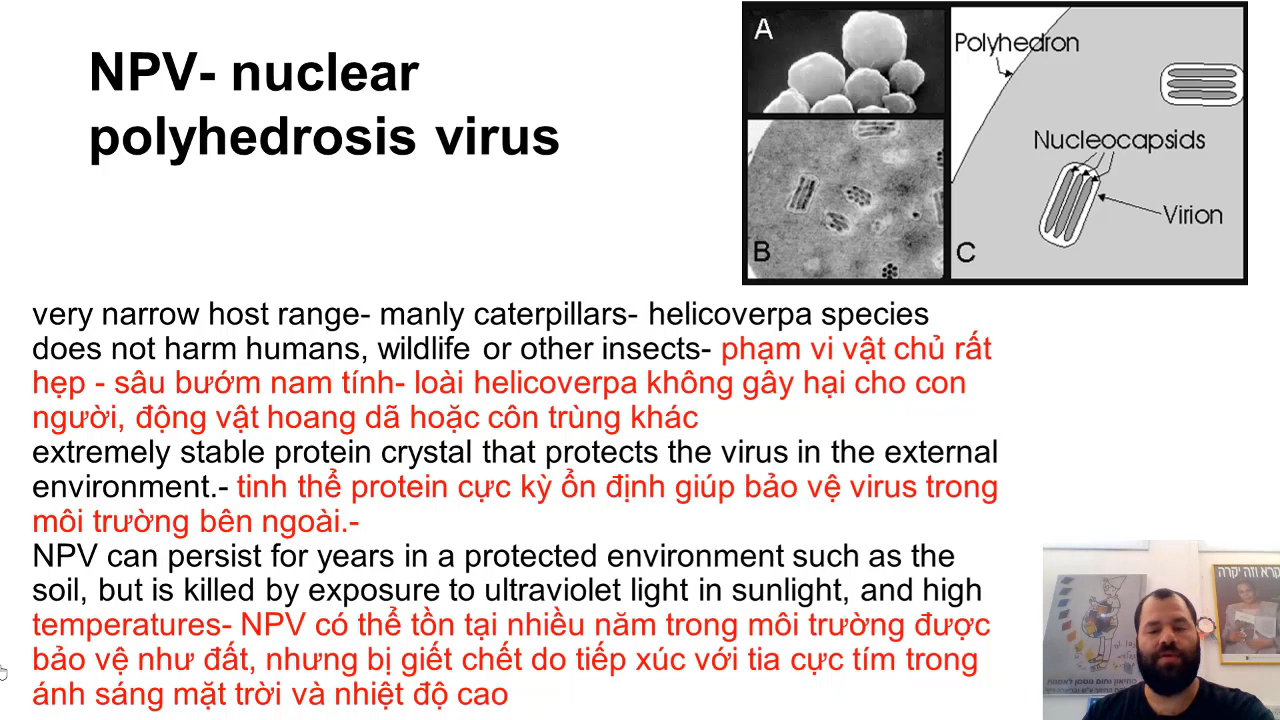 NPV- nuclear
polyhedrosis virus
A
B
Polyhedron
Nucleocapsids
Virion
C
very narrow host range- manly caterpillars- helicoverpa species
does not harm humans, wildlife or other insects- phạm vi vật chủ rất
hẹp - sâu bướm nam tính- loài helicoverpa không gây hại cho con
người, động vật hoang dã hoặc côn trùng khác
extremely stable protein crystal that protects the virus in the external
environment.- tinh thể protein cực kỳ ổn định giúp bảo vệ virus trong
môi trường bên ngoài.-
NPV can persist for years in a protected environment such as the
soil, but is killed by exposure to ultraviolet light in sunlight, and high
temperatures- NPV có thể tồn tại nhiều năm trong môi trường được
bảo vệ như đất, nhưng bị giết chết do tiếp xúc với tia cực tím trong
ánh sáng mặt trời và nhiệt độ cao
קרא וזה יקרה